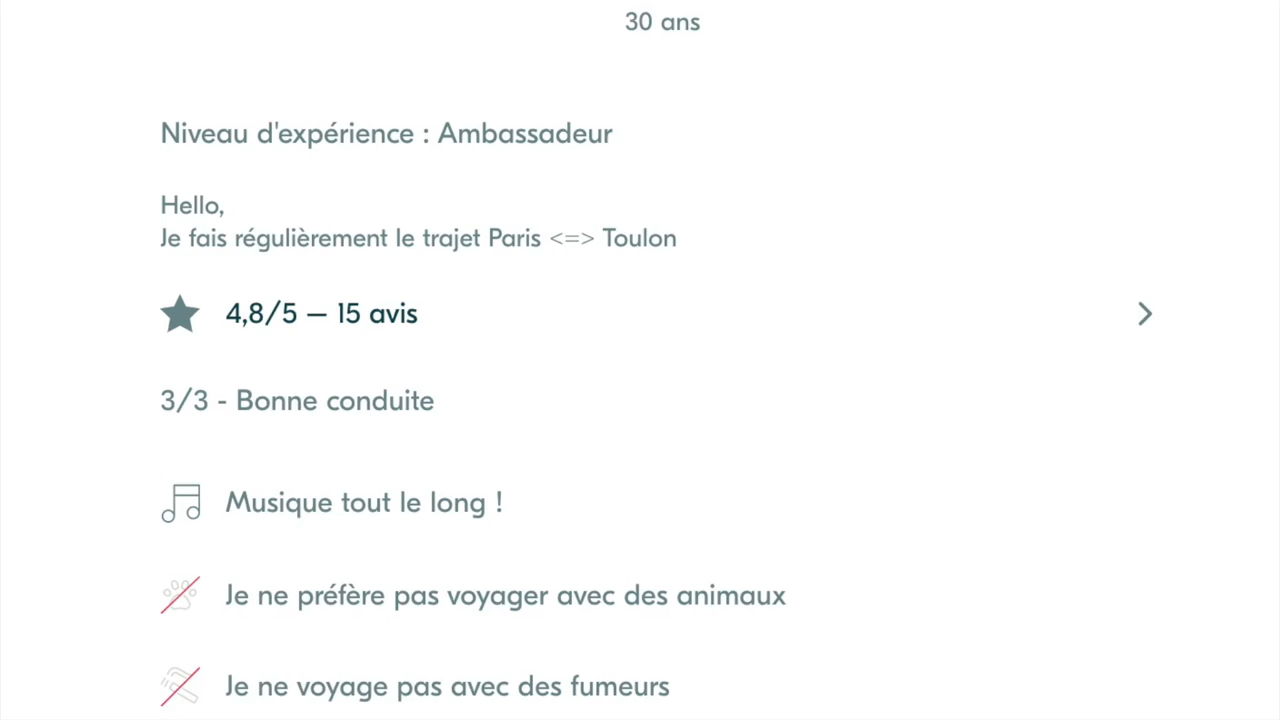 30 ans
Niveau d'expérience : Ambassadeur
Hello,
Je fais régulièrement le trajet Paris <=> Toulon
4,8/5 — 15 avis
3/3 - Bonne conduite
Musique tout le long !
Je ne préfère pas voyager avec des animaux
Je ne voyage pas avec des fumeurs